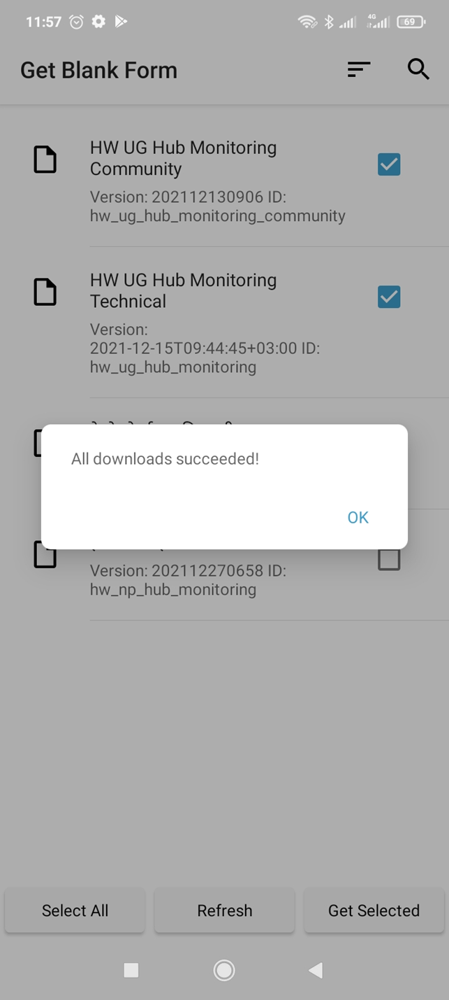 11:57 4G 69
Get Blank Form
HW UG Hub Monitoring
Community
Version: 202112130906 ID:
hw_ug_hub_monitoring_community
HW UG Hub Monitoring
Technical
Version:
2021-12-15T09:44:45+03:00 ID:
hw_ug_hub_monitoring
All downloads succeeded!
OK
Version: 202112270658 ID:
hw_np_hub_monitoring
Select All
Refresh
Get Selected